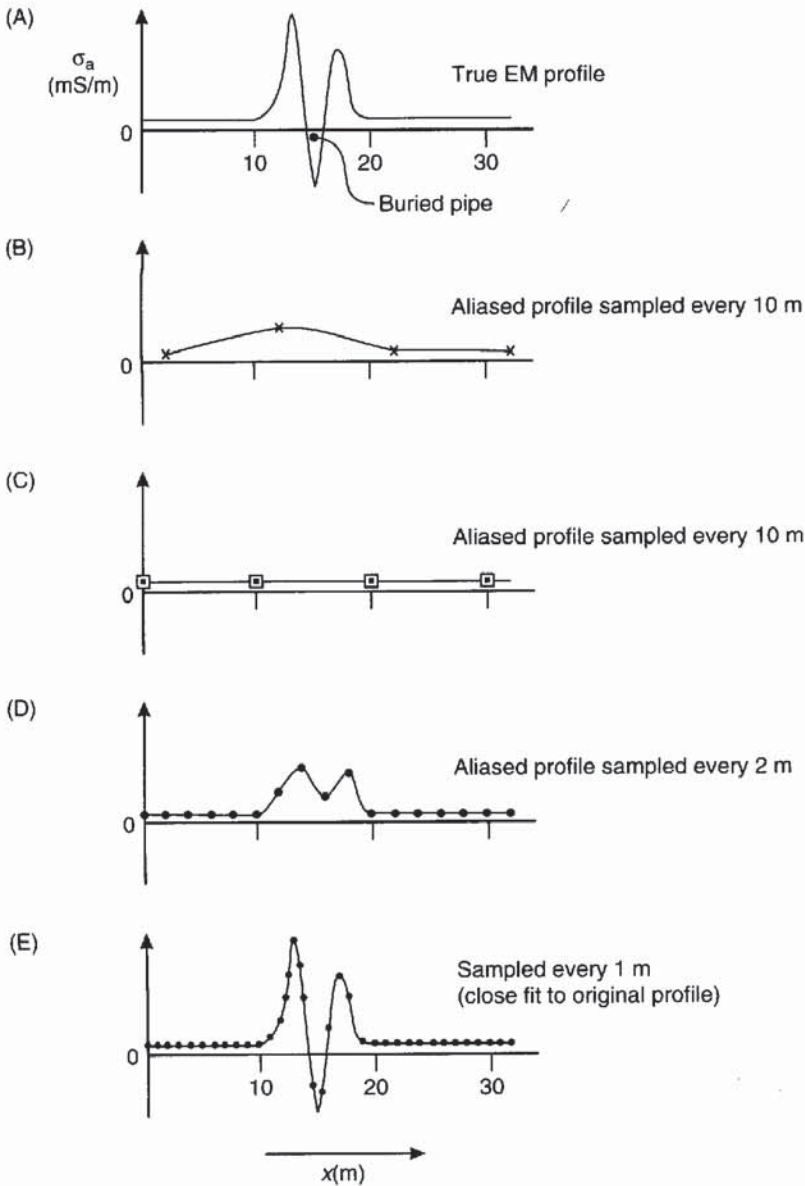 (A)
σa
(mS/m)
True EM profile
0
10 20 30
Buried pipe
(B)
Aliased profile sampled every 10 m
0
(C)
Aliased profile sampled every 10 m
0
(D)
Aliased profile sampled every 2 m
0
(E)
Sampled every 1 m
(close fit to original profile)
0
10 20 30
x(m)